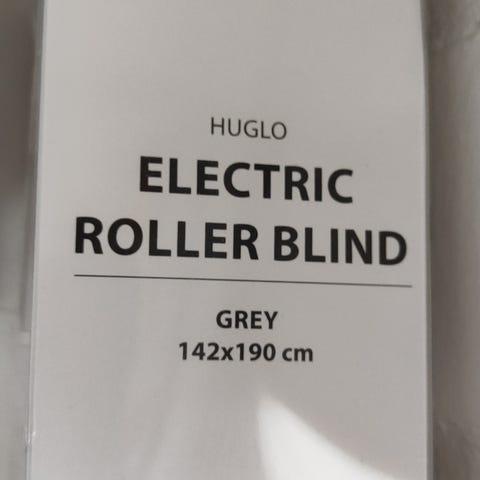 HUGLO
ELECTRIC
ROLLER BLIND
GREY
142x190 cm